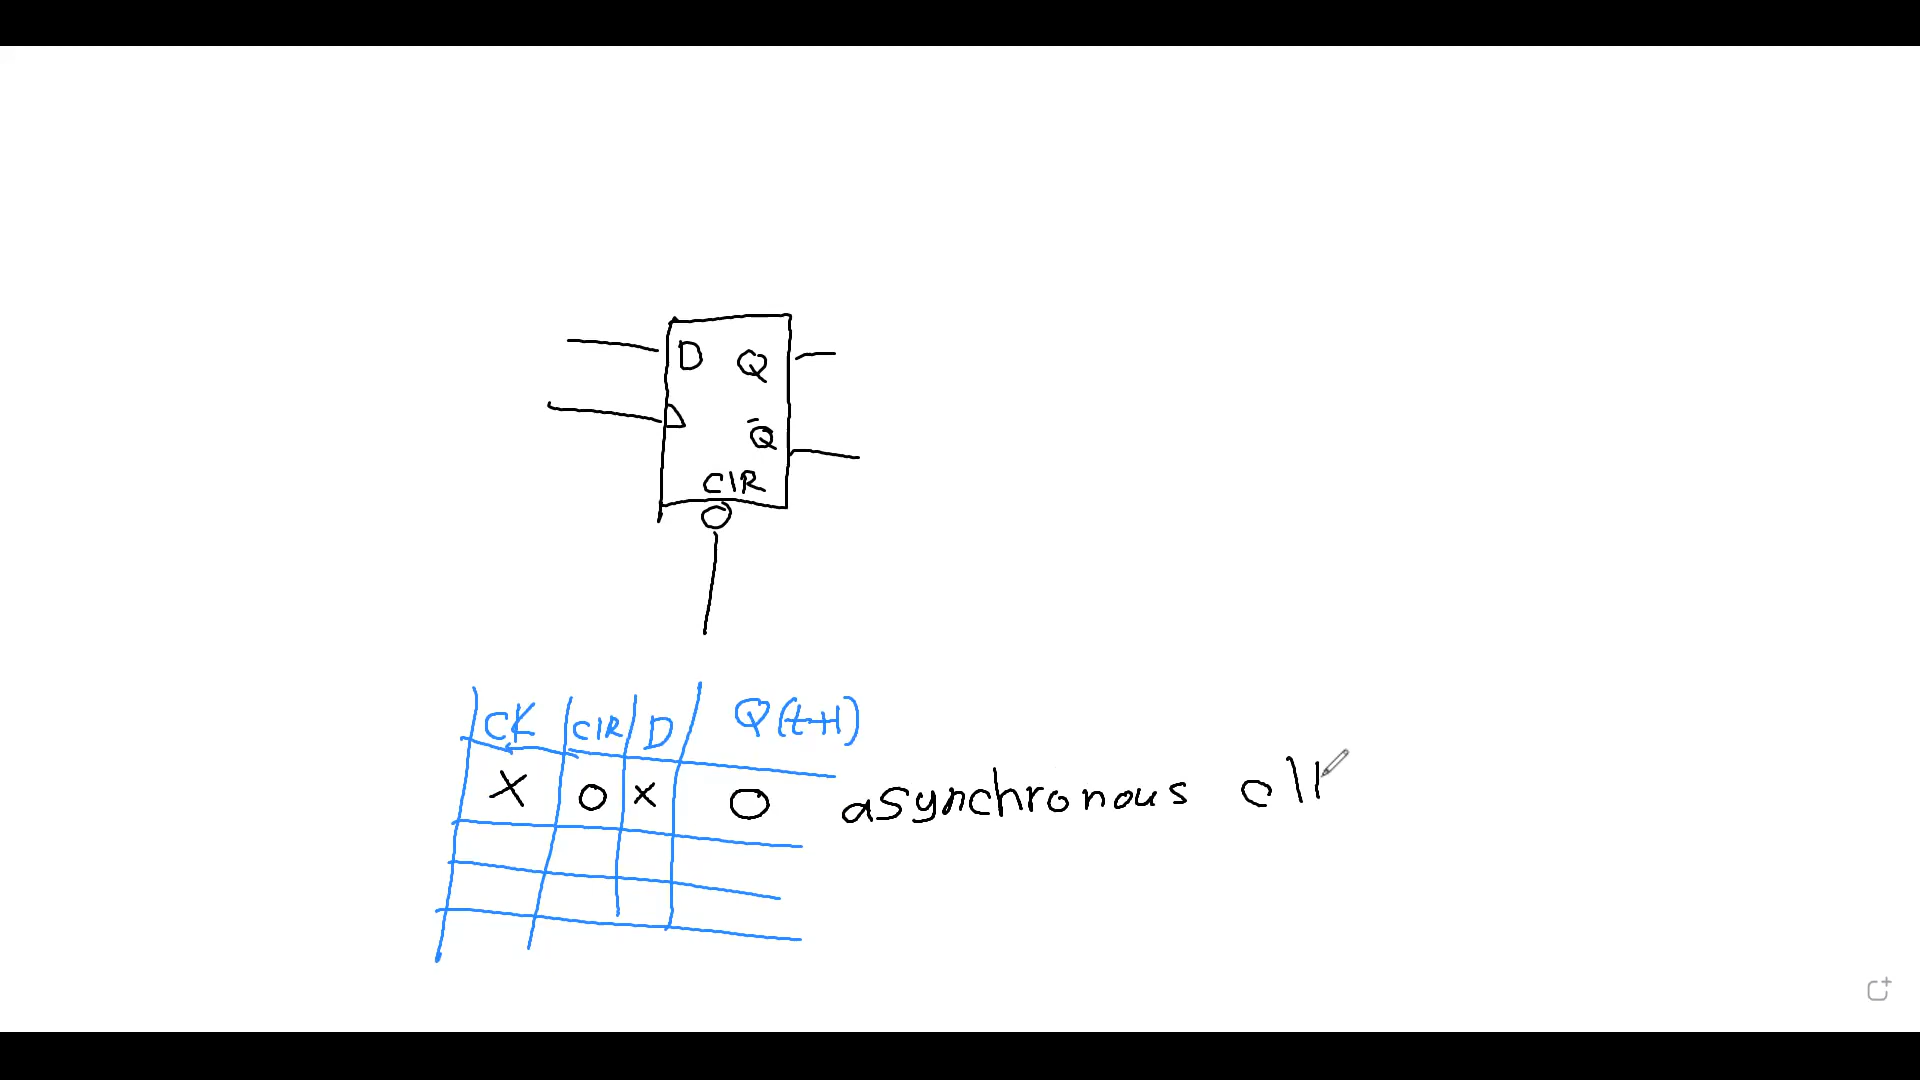 D Q
Q̄
ClR
CK ClR D Q(t+1)
X 0 X 0 asynchronous cl